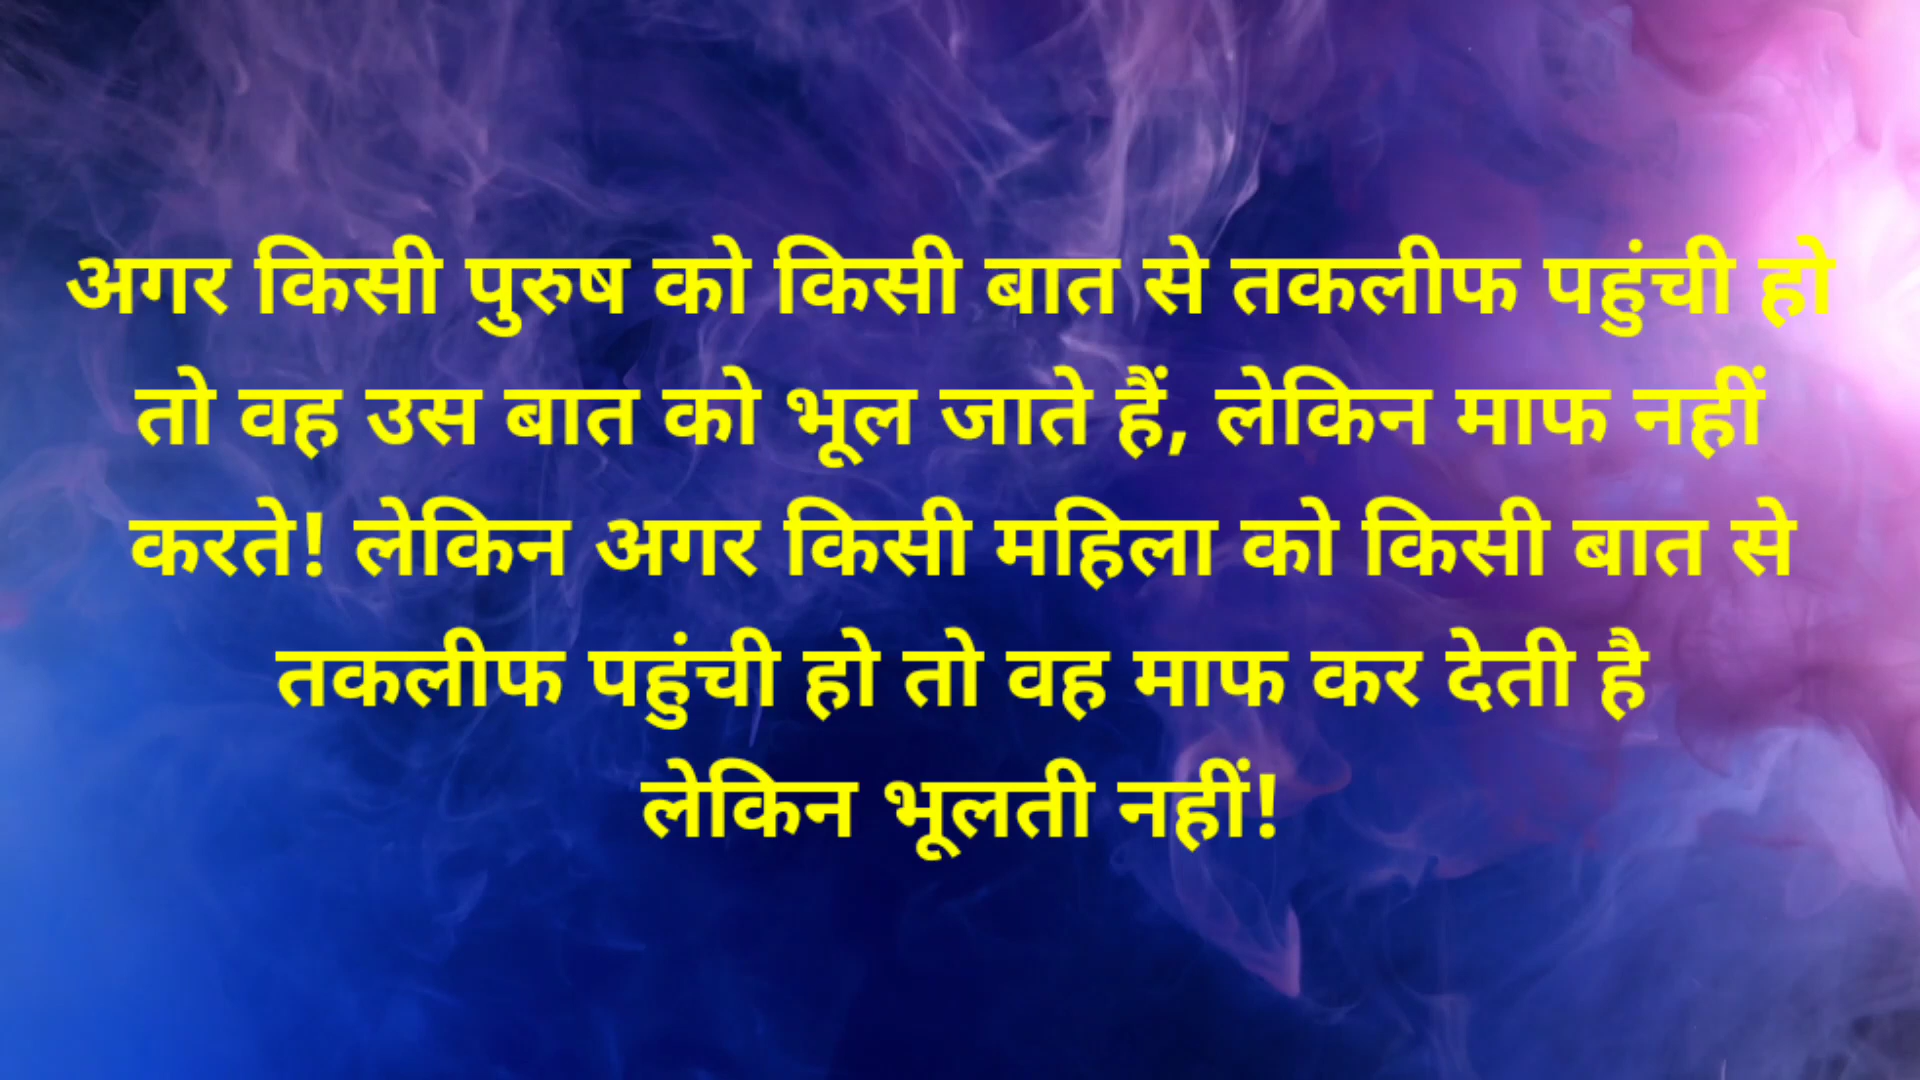 अगर किसी पुरुष को किसी बात से तकलीफ पहुंची हो
तो वह उस बात को भूल जाते हैं, लेकिन माफ नहीं
करते! लेकिन अगर किसी महिला को किसी बात से
तकलीफ पहुंची हो तो वह माफ कर देती है
लेकिन भूलती नहीं!